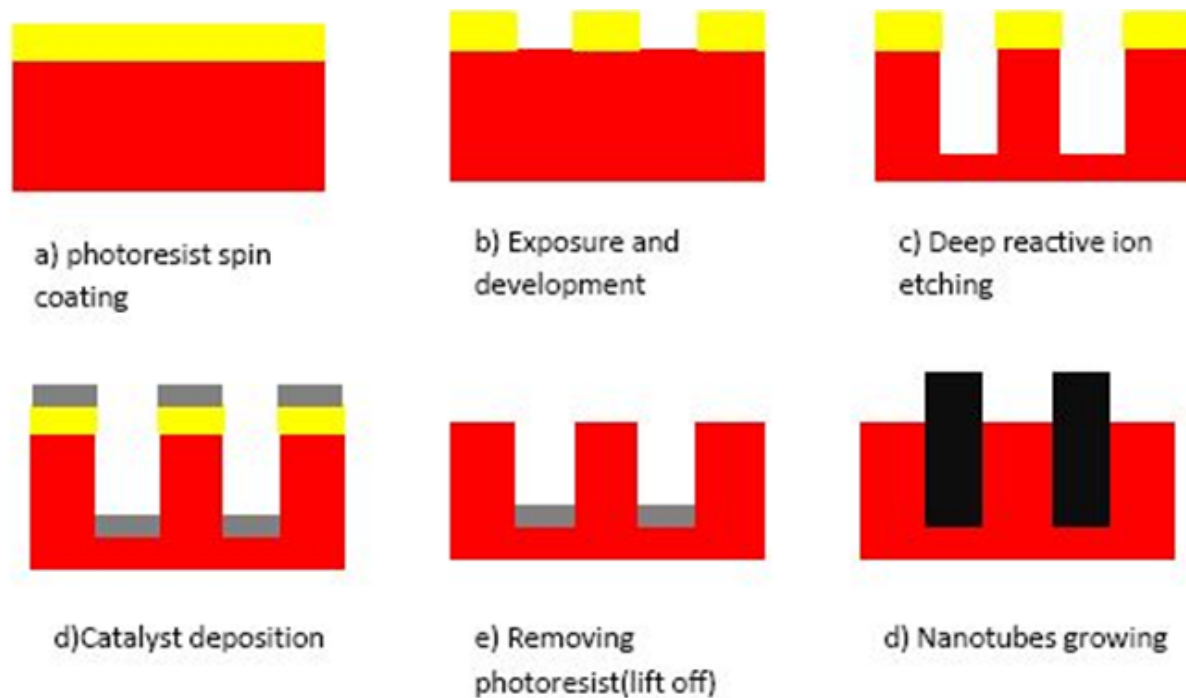 a) photoresist spin
coating
b) Exposure and
development
c) Deep reactive ion
etching
d)Catalyst deposition
e) Removing
photoresist(lift off)
d) Nanotubes growing